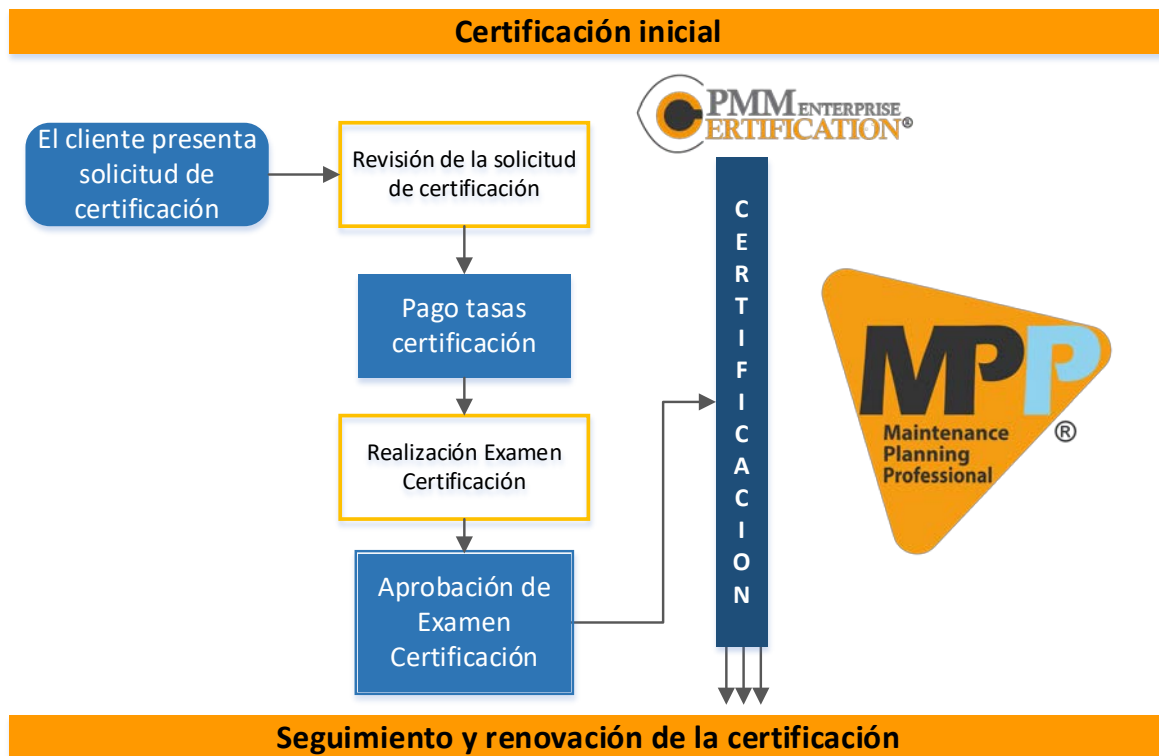 Certificación inicial
El cliente presenta
solicitud de
certificación
Revisión de la solicitud
de certificación
Pago tasas
certificación
Realización Examen
Certificación
Aprobación de
Examen
Certificación
PMM ENTERPRISE
CERTIFICATION®
C
E
R
T
I
F
I
C
A
C
I
O
N
MPP
®
Maintenance
Planning
Professional
Seguimiento y renovación de la certificación